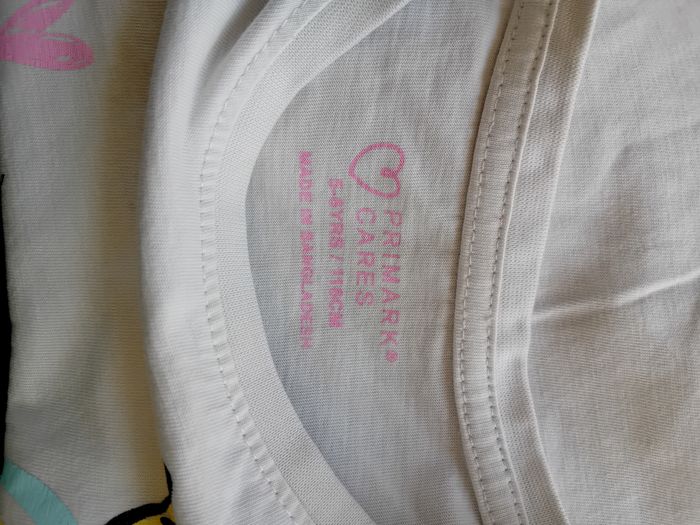 PRIMARK®
CARES
5-6YRS / 116CM
MADE IN BANGLADESH